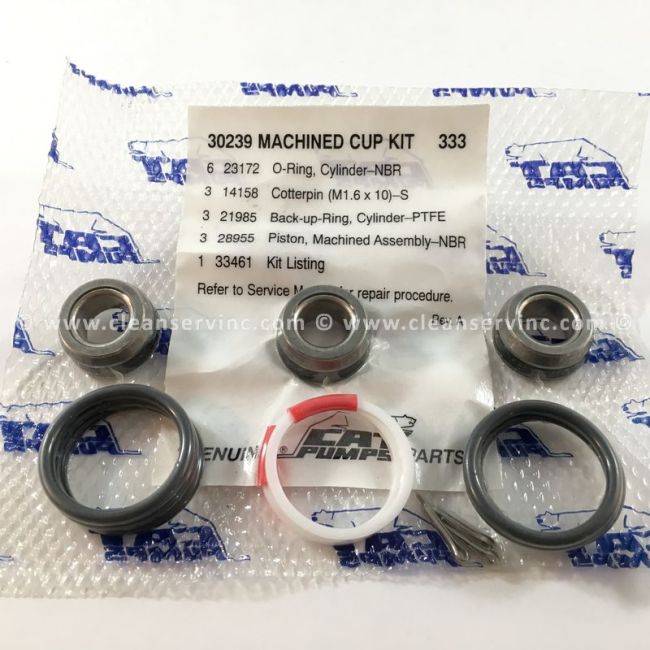 30239 MACHINED CUP KIT 333
6 23172 O-Ring, Cylinder–NBR
3 14158 Cotterpin (M1.6 x 10)–S
3 21985 Back-up-Ring, Cylinder–PTFE
3 28955 Piston, Machined Assembly–NBR
1 33461 Kit Listing
Refer to Service repair procedure.
Rev A
© www.cleanservinc.com © www.cleanservinc.com ©
CAT PUMPS ®
PARTS